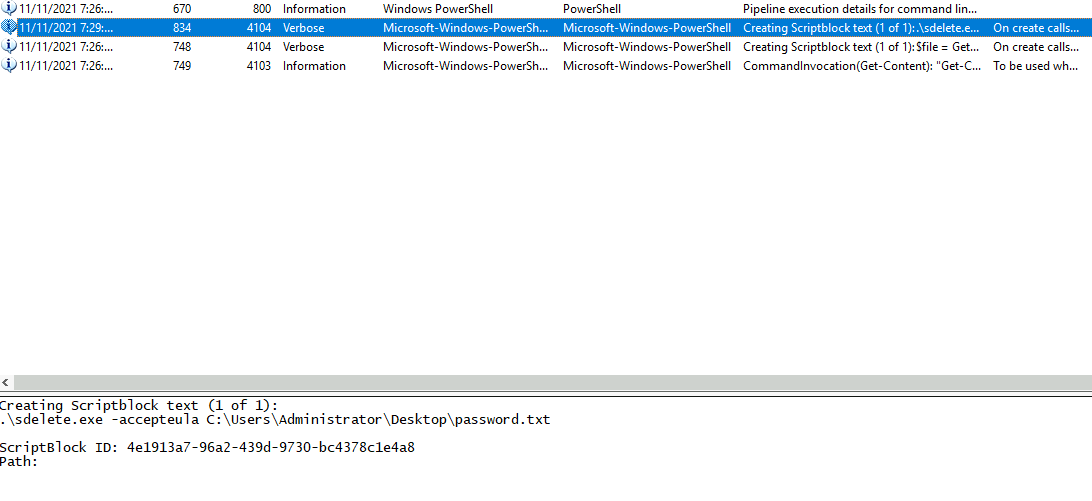 11/11/2021 7:26:... 670 800 Information Windows PowerShell PowerShell Pipeline execution details for command lin...
11/11/2021 7:29:... 834 4104 Verbose Microsoft-Windows-PowerSh... Microsoft-Windows-PowerShell Creating Scriptblock text (1 of 1):.\sdelete.e... On create calls...
11/11/2021 7:26:... 748 4104 Verbose Microsoft-Windows-PowerSh... Microsoft-Windows-PowerShell Creating Scriptblock text (1 of 1):$file = Get... On create calls...
11/11/2021 7:26:... 749 4103 Information Microsoft-Windows-PowerSh... Microsoft-Windows-PowerShell CommandInvocation(Get-Content): "Get-C... To be used wh...
Creating Scriptblock text (1 of 1):
.\sdelete.exe -accepteula C:\Users\Administrator\Desktop\password.txt
ScriptBlock ID: 4e1913a7-96a2-439d-9730-bc4378c1e4a8
Path: